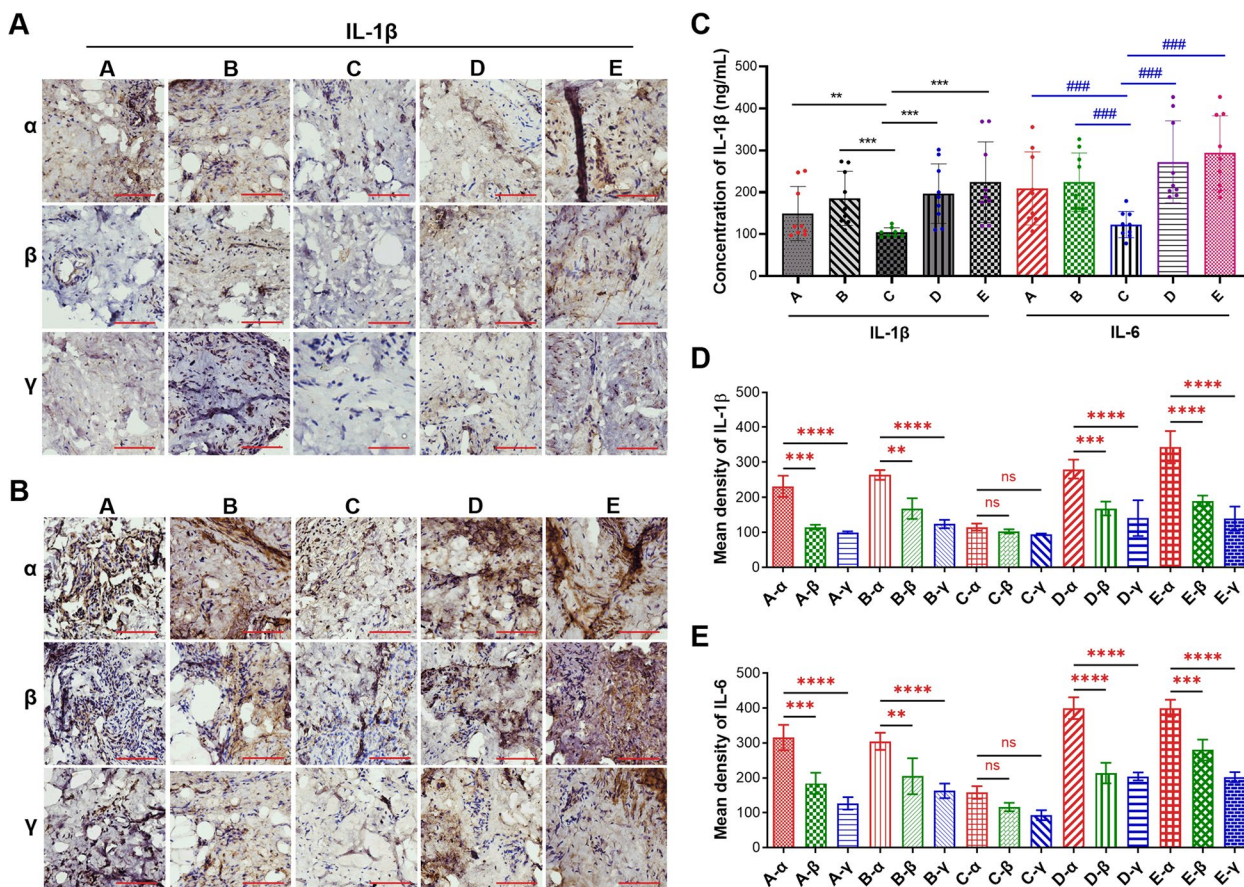 A
IL-1β
A B C D E
α
β
γ
B
A B C D E
α
β
γ
C
Concentration of IL-1β (ng/mL)
500
400
300
200
100
0
** *** *** *** ### ### ### ###
A B C D E A B C D E
IL-1β IL-6
D
Mean density of IL-1β
500
400
300
200
100
0
**** *** **** ** ns ns **** *** **** ****
A-α A-β A-γ B-α B-β B-γ C-α C-β C-γ D-α D-β D-γ E-α E-β E-γ
E
Mean density of IL-6
500
400
300
200
100
0
**** *** **** ** ns ns **** **** **** ***
A-α A-β A-γ B-α B-β B-γ C-α C-β C-γ D-α D-β D-γ E-α E-β E-γ